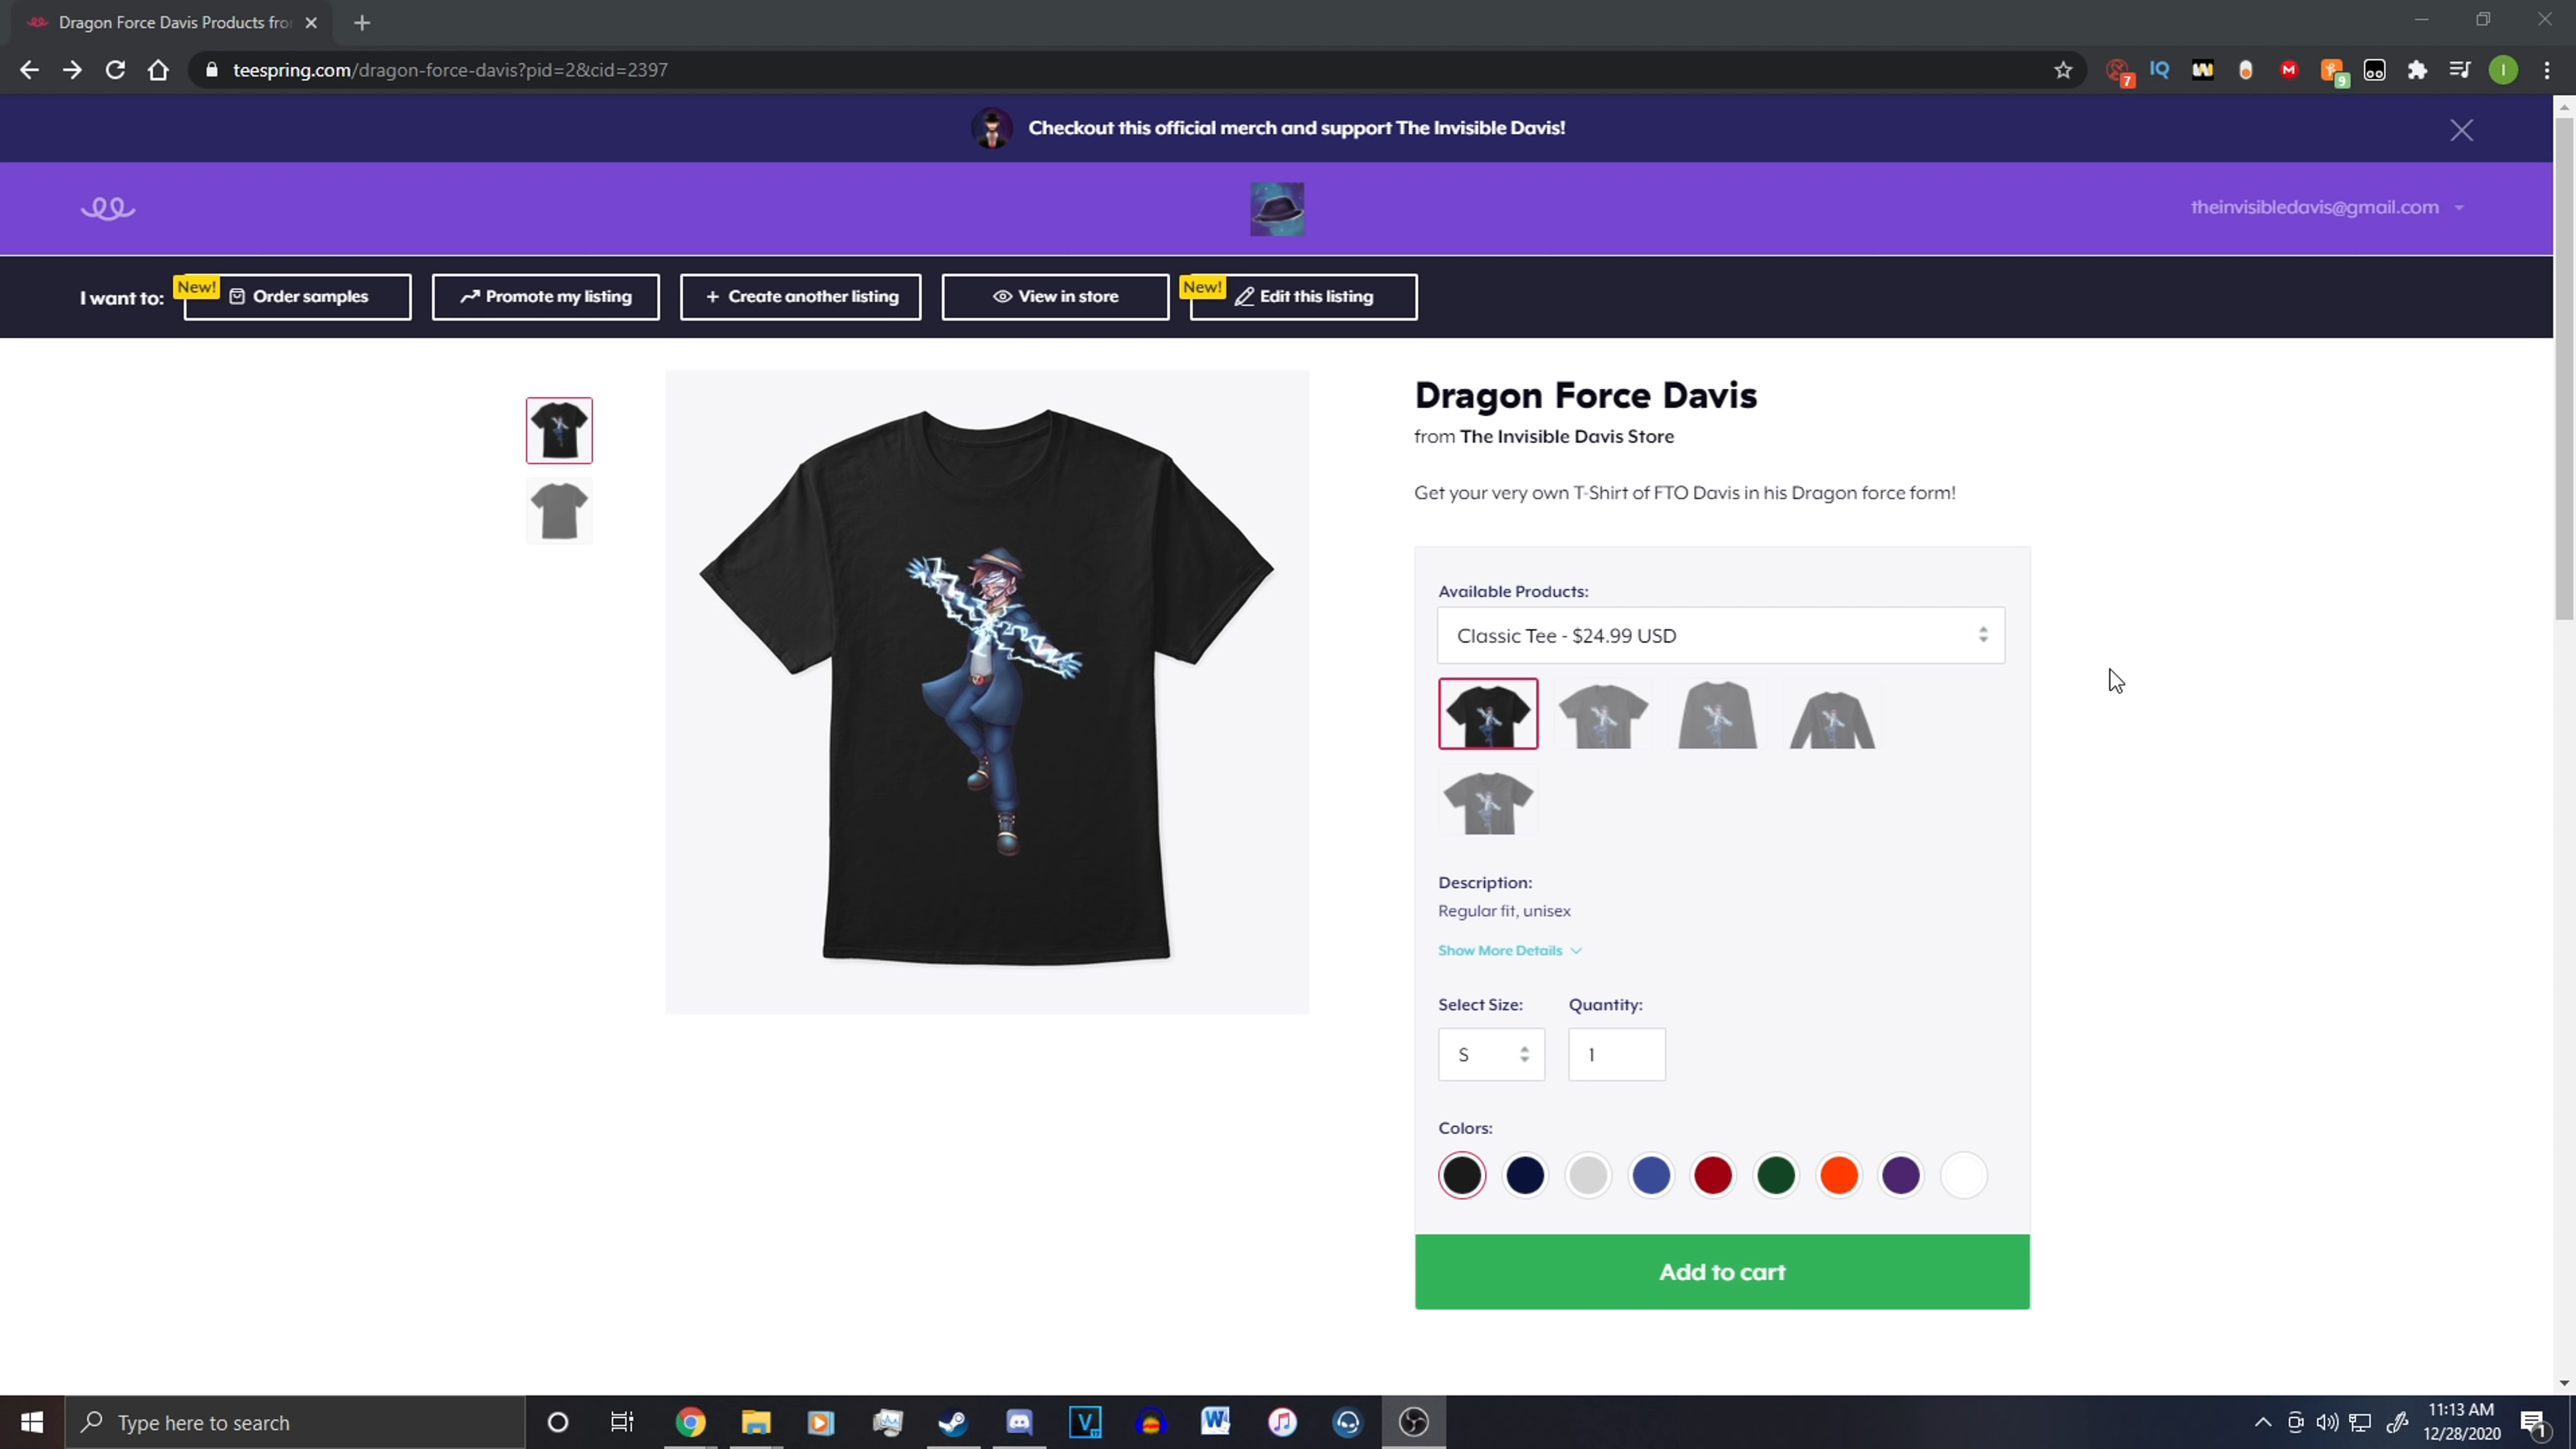 Dragon Force Davis Products fro
teespring.com/dragon-force-davis?pid=2&cid=2397
7
IQ
M
9
I
Checkout this official merch and support The Invisible Davis!
theinvisibledavis@gmail.com
I want to:
New!
Order samples
Promote my listing
+ Create another listing
View in store
New!
Edit this listing
Dragon Force Davis
from The Invisible Davis Store
Get your very own T-Shirt of FTO Davis in his Dragon force form!
Available Products:
Classic Tee - $24.99 USD
Description:
Regular fit, unisex
Show More Details
Select Size: Quantity:
S 1
Colors:
Add to cart
Type here to search
V
W
11:13 AM
12/28/2020
1